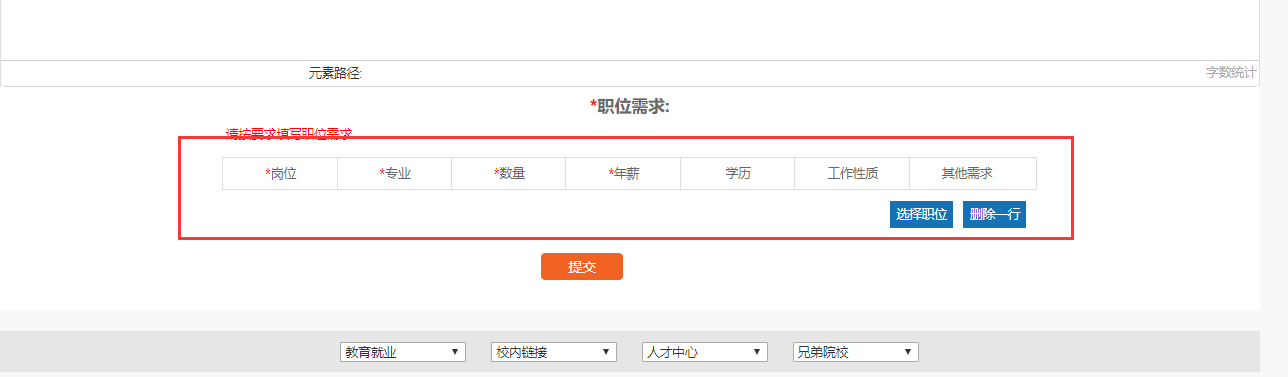 元素路径: 字数统计
*职位需求:
请按要求填写职位需求
*岗位 *专业 *数量 *年薪 学历 工作性质 其他需求
选择职位 删除一行
提交
教育就业 校内链接 人才中心 兄弟院校